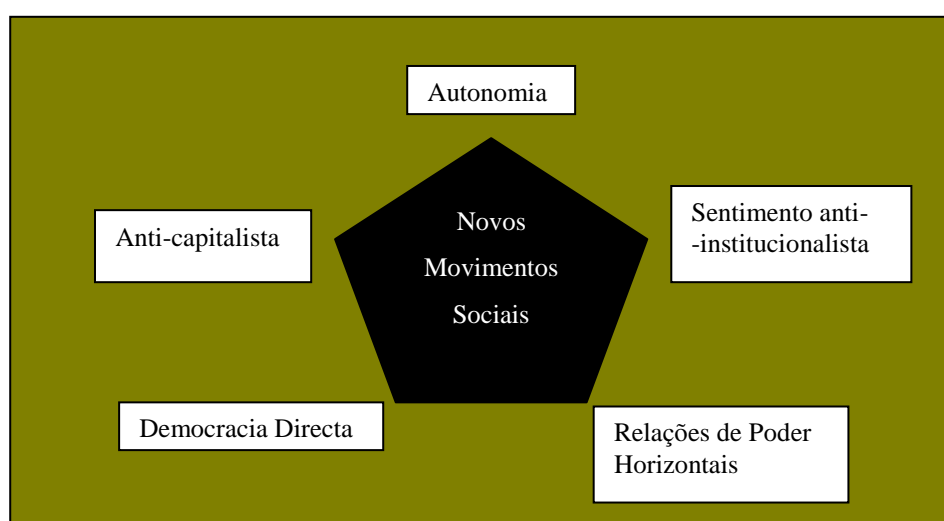 Autonomia
Anti-capitalista
Novos
Movimentos
Sociais
Sentimento anti-
-institucionalista
Democracia Directa
Relações de Poder
Horizontais